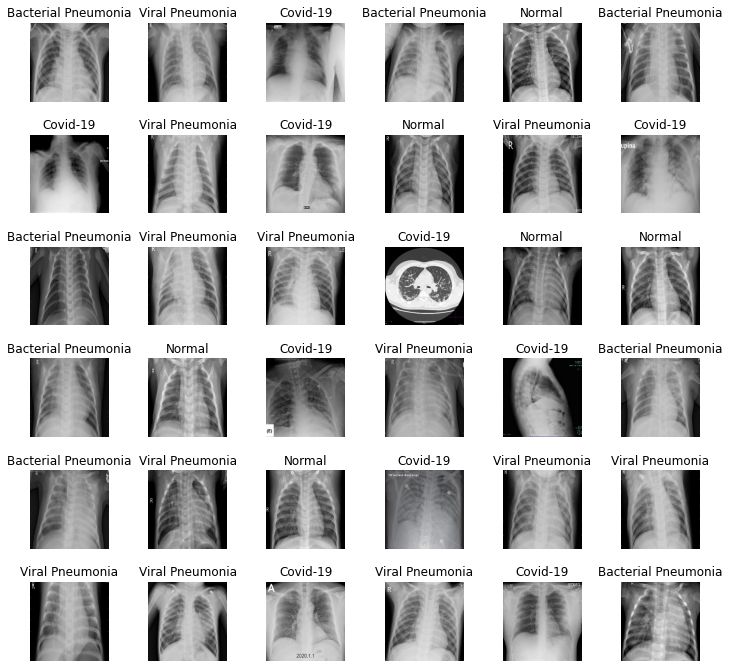 Bacterial Pneumonia Viral Pneumonia Covid-19 Bacterial Pneumonia Normal Bacterial Pneumonia
Covid-19 Viral Pneumonia Covid-19 Normal Viral Pneumonia Covid-19
R
R
Bacterial Pneumonia Viral Pneumonia Viral Pneumonia Covid-19 Normal Normal
R
Bacterial Pneumonia Normal Covid-19 Viral Pneumonia Covid-19 Bacterial Pneumonia
Bacterial Pneumonia Viral Pneumonia Normal Covid-19 Viral Pneumonia Viral Pneumonia
R
Viral Pneumonia Viral Pneumonia Covid-19 Viral Pneumonia Covid-19 Bacterial Pneumonia
A
R
2020.1.1